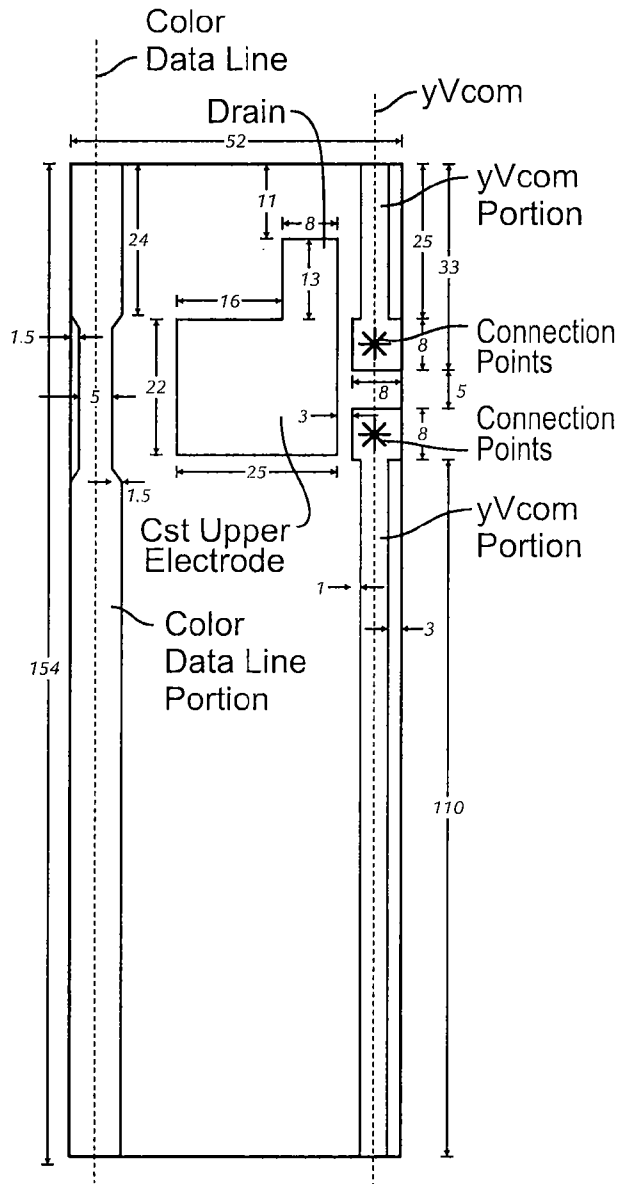 Color
Data Line
yVcom
Drain
52
yVcom
Portion
11
8
24
25
33
13
16
1.5
8
Connection
Points
22
5
8
5
3
8
Connection
Points
25
1.5
Cst Upper
Electrode
yVcom
Portion
1
3
Color
Data Line
Portion
154
110